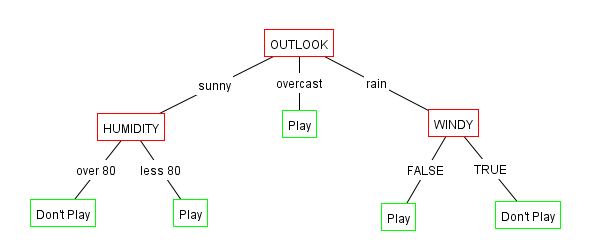 OUTLOOK
sunny
overcast
rain
HUMIDITY
Play
WINDY
over 80
less 80
FALSE
TRUE
Don't Play
Play
Play
Don't Play